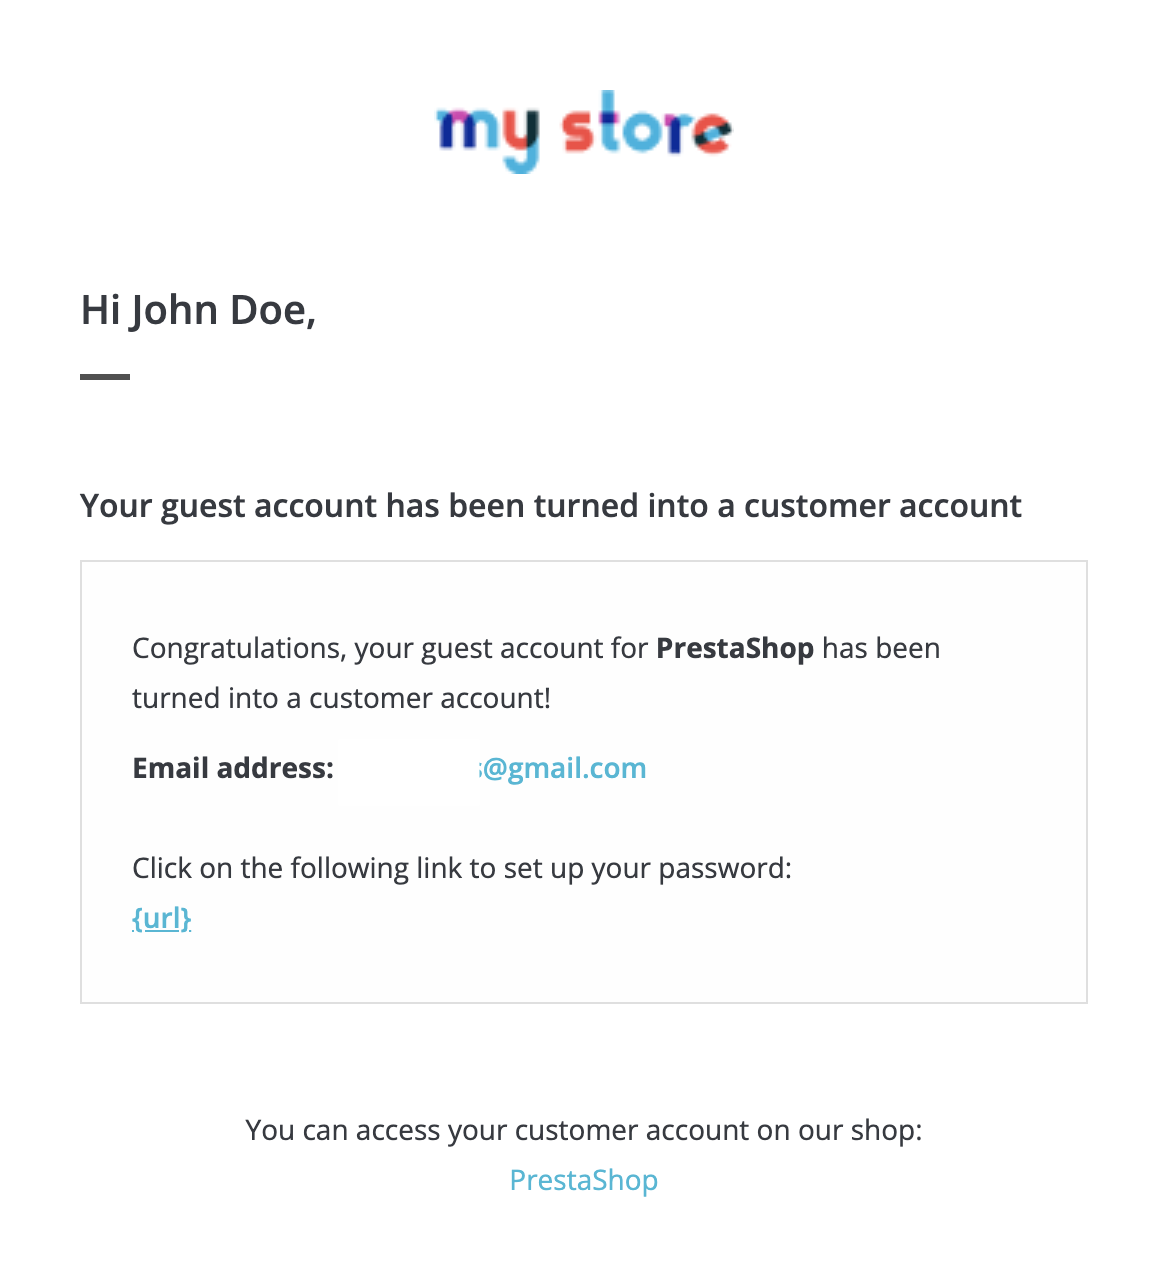 my store
Hi John Doe,
Your guest account has been turned into a customer account
Congratulations, your guest account for PrestaShop has been
turned into a customer account!
Email address: @gmail.com
Click on the following link to set up your password:
{url}
You can access your customer account on our shop:
PrestaShop